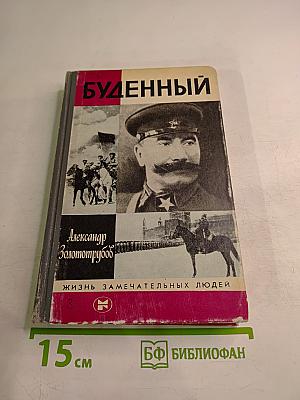 БУДЕННЫЙ
Александр
Золототрубов
ЖИЗНЬ ЗАМЕЧАТЕЛЬНЫХ ЛЮДЕЙ
15 см
БФ БИБЛИОФАН